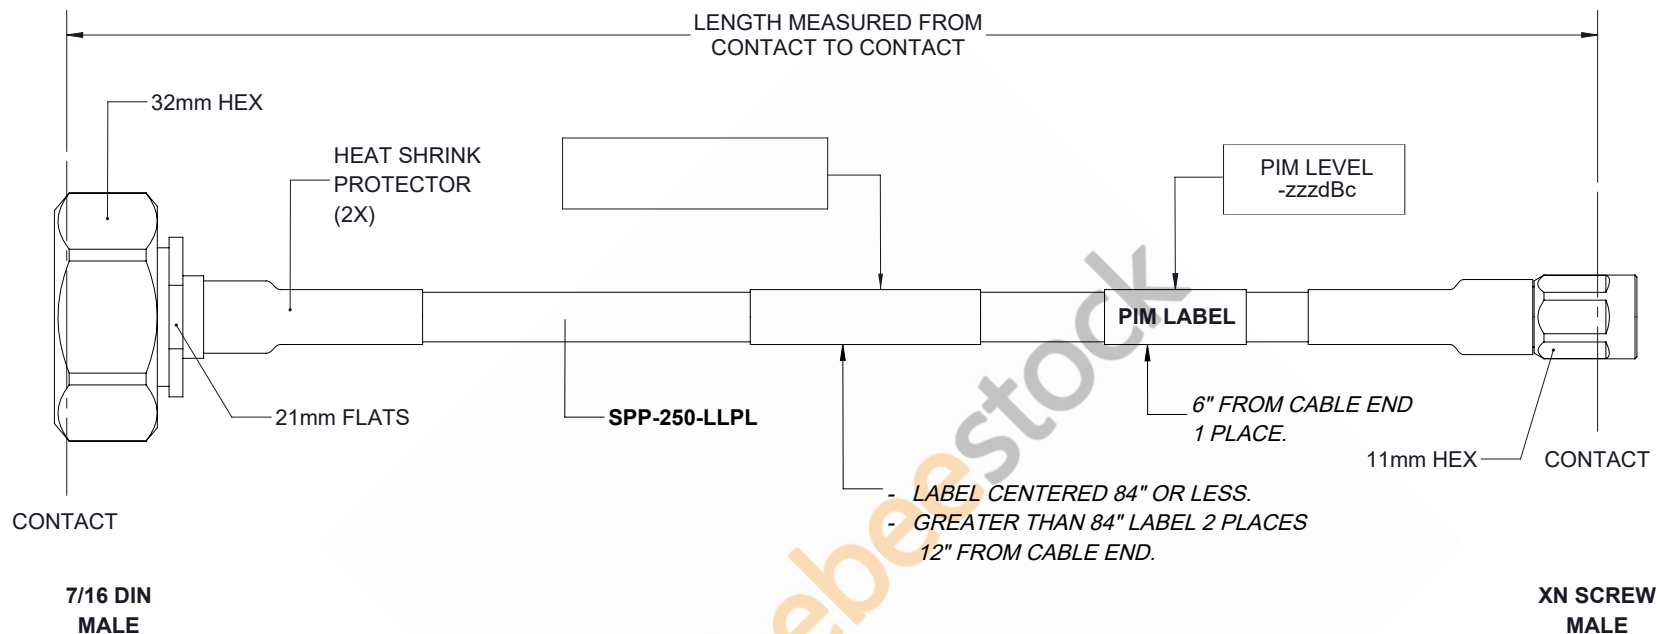 LENGTH MEASURED FROM
CONTACT TO CONTACT
32mm HEX
HEAT SHRINK
PROTECTOR
(2X)
PIM LEVEL
-zzzdBc
PIM LABEL
21mm FLATS
SPP-250-LLPL
6" FROM CABLE END
1 PLACE.
11mm HEX
CONTACT
- LABEL CENTERED 84" OR LESS.
- GREATER THAN 84" LABEL 2 PLACES
12" FROM CABLE END.
CONTACT
7/16 DIN
MALE
XN SCREW
MALE
ebeestock